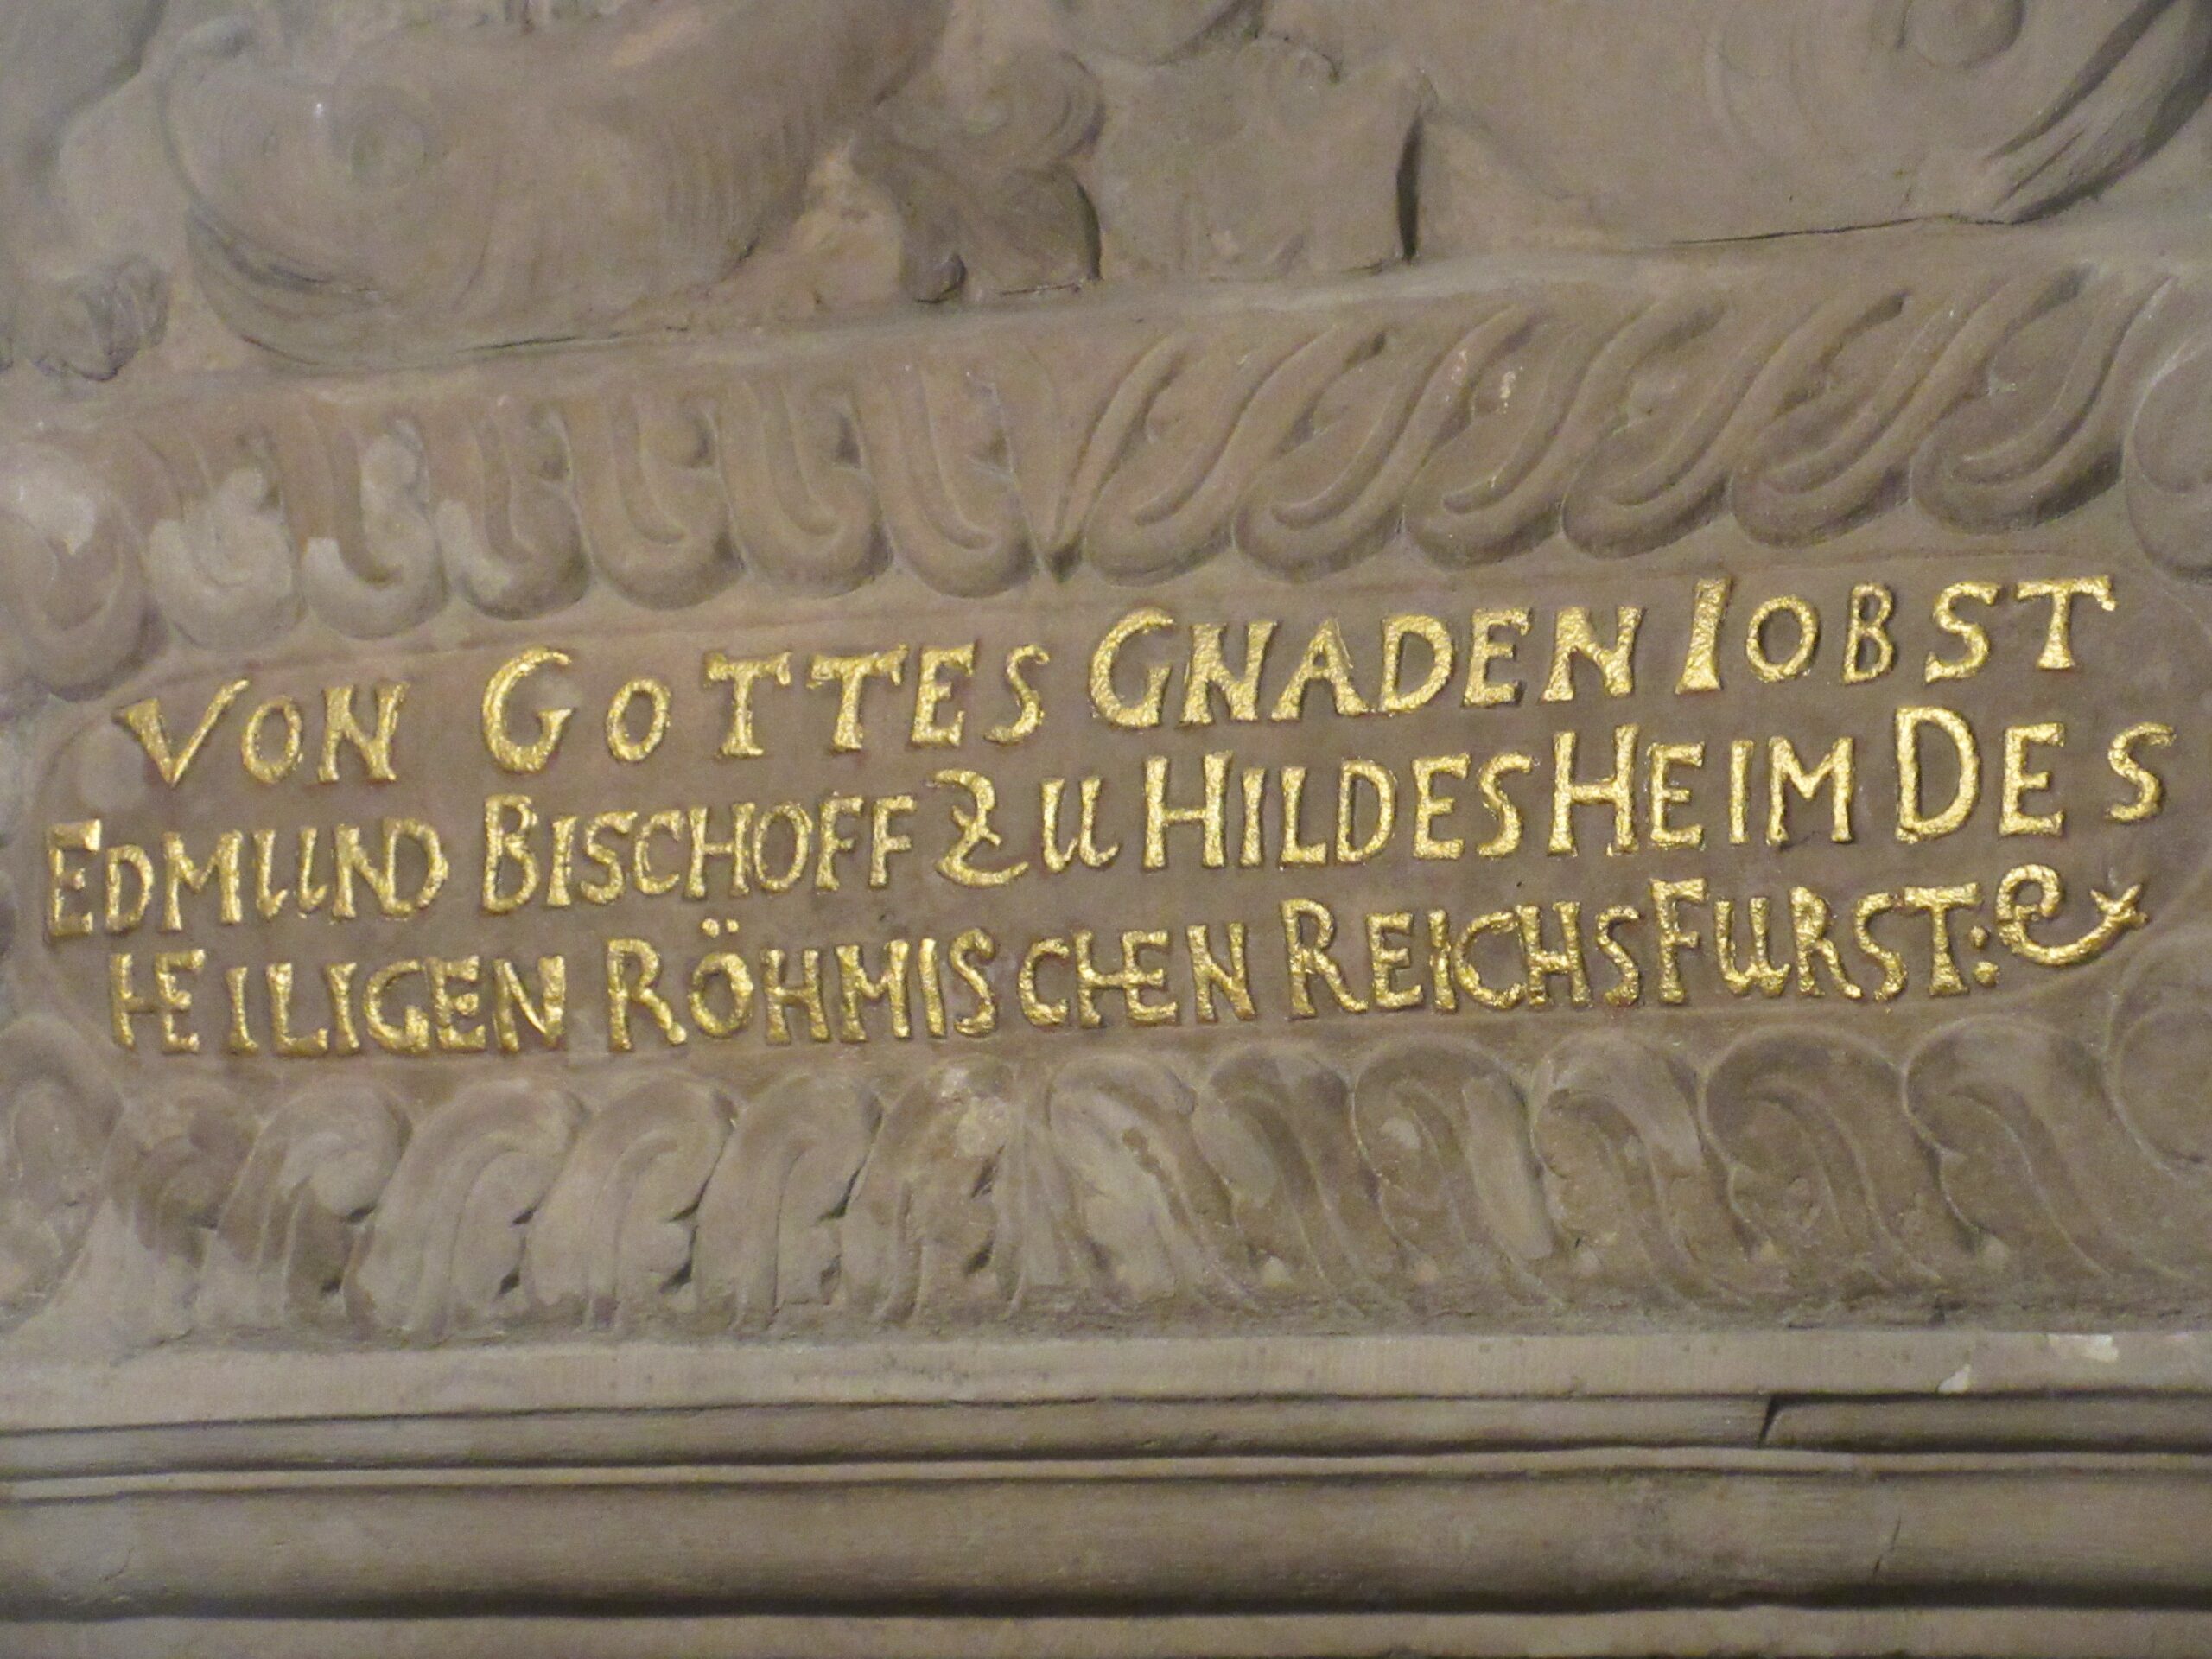 VON GOTTES GNADEN IOBST
EDMUND BISCHOFF ZU HILDESHEIM DES
HEILIGEN RÖHMISCHEN REICHSFURST: